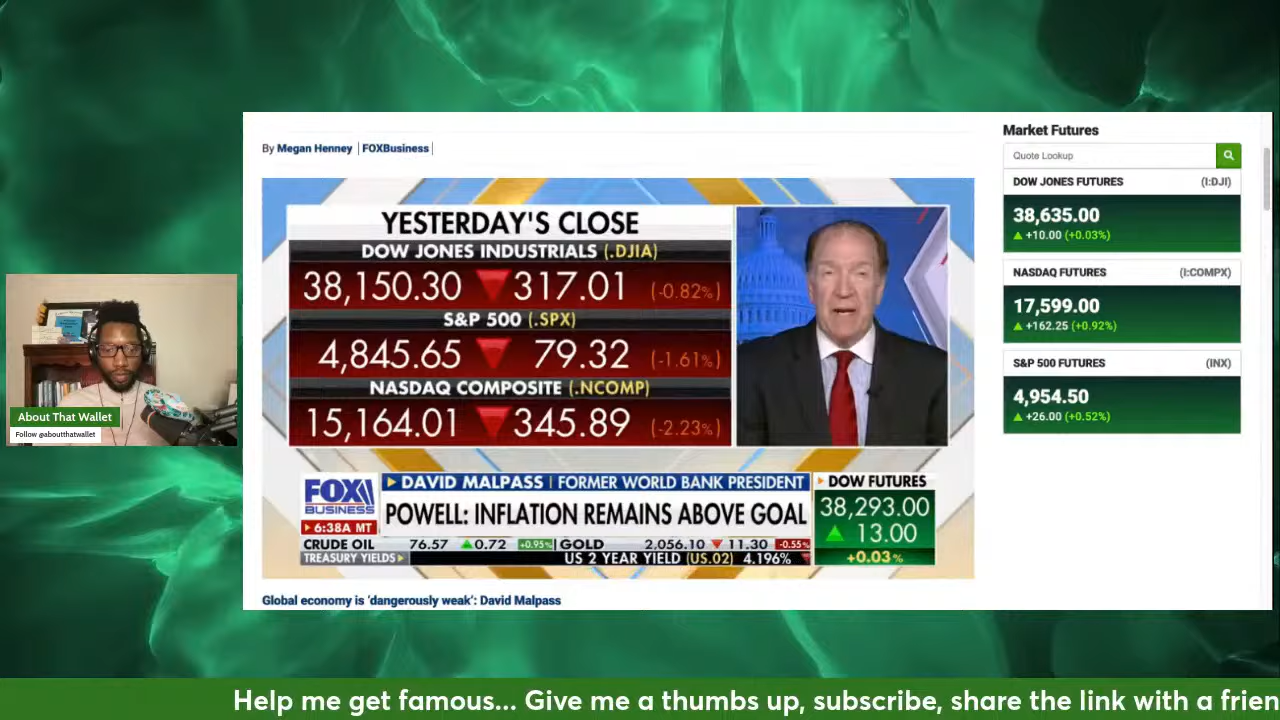 By Megan Henney | FOXBusiness
YESTERDAY'S CLOSE
DOW JONES INDUSTRIALS (.DJIA)
38,150.30 ▼ 317.01 (-0.82%)
S&P 500 (.SPX)
4,845.65 ▼ 79.32 (-1.61%)
NASDAQ COMPOSITE (.NCOMP)
15,164.01 ▼ 345.89 (-2.23%)
DAVID MALPASS | FORMER WORLD BANK PRESIDENT
POWELL: INFLATION REMAINS ABOVE GOAL
FOX
BUSINESS
6:38A MT
CRUDE OIL 76.57 ▲ 0.72 +0.95% GOLD 2,056.10 ▼ 11.30 -0.55%
TREASURY YIELDS US 2 YEAR YIELD (US.02) 4.196%
DOW FUTURES
38,293.00
▲ 13.00
+0.03%
Global economy is ‘dangerously weak’: David Malpass
Market Futures
Quote Lookup
DOW JONES FUTURES (I:DJI)
38,635.00
▲ +10.00 (+0.03%)
NASDAQ FUTURES (I:COMPX)
17,599.00
▲ +162.25 (+0.92%)
S&P 500 FUTURES (INX)
4,954.50
▲ +26.00 (+0.52%)
About That Wallet
Follow @aboutthatwallet
Help me get famous... Give me a thumbs up, subscribe, share the link with a frien